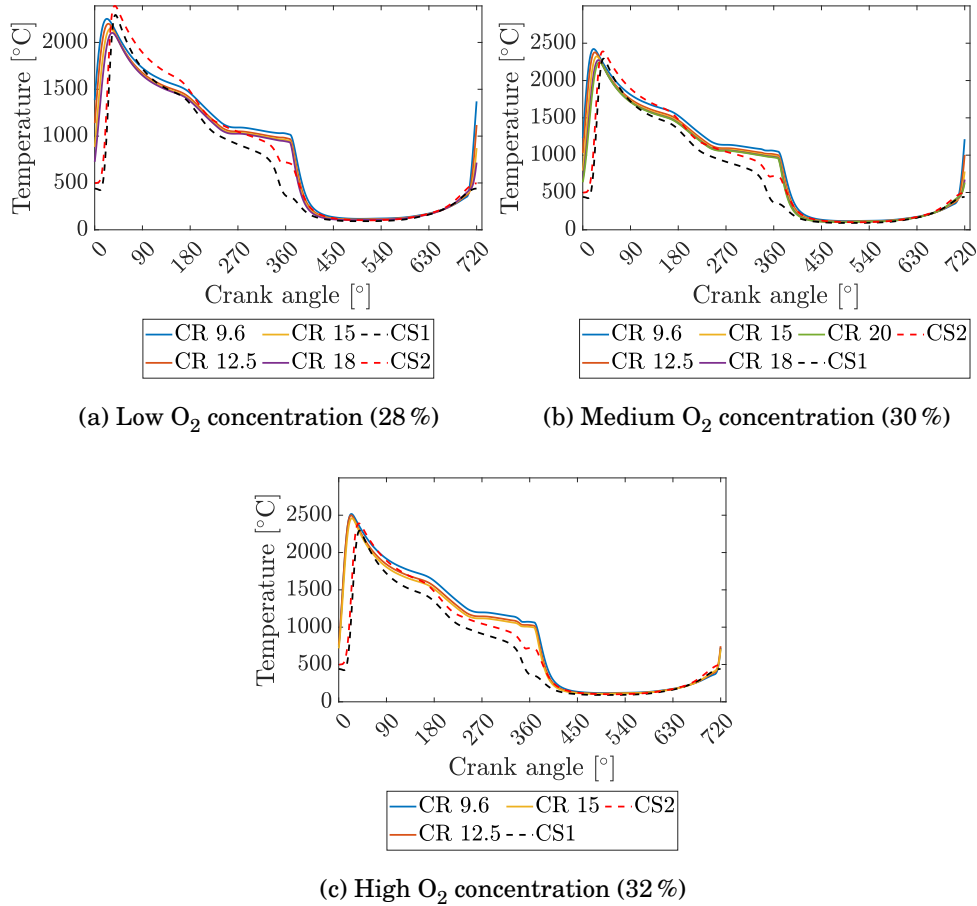 Temperature [°C]
2000
1500
1000
500
0
0 90 180 270 360 450 540 630 720
Crank angle [°]
CR 9.6 CR 15 CS1
CR 12.5 CR 18 CS2
(a) Low O₂ concentration (28 %)
Temperature [°C]
2500
2000
1500
1000
500
0
0 90 180 270 360 450 540 630 720
Crank angle [°]
CR 9.6 CR 15 CR 20 CS2
CR 12.5 CR 18 CS1
(b) Medium O₂ concentration (30 %)
Temperature [°C]
2500
2000
1500
1000
500
0
0 90 180 270 360 450 540 630 720
Crank angle [°]
CR 9.6 CR 15 CS2
CR 12.5 CS1
(c) High O₂ concentration (32 %)